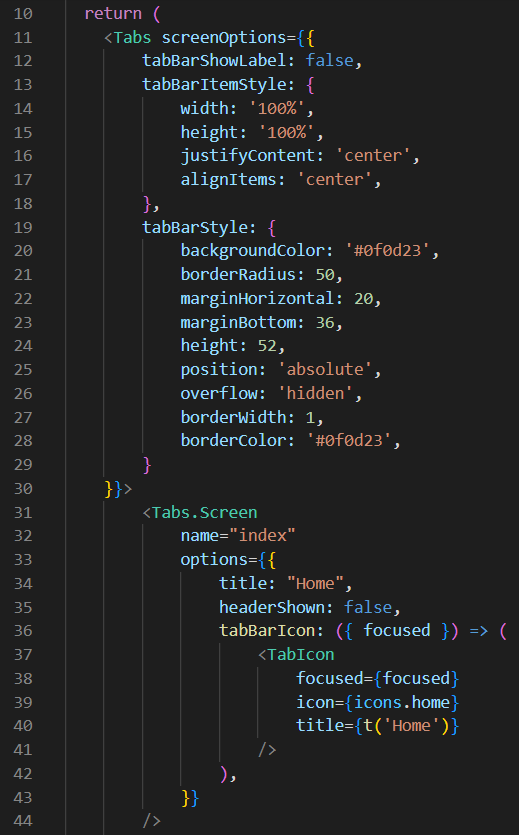 10 return (
11 <Tabs screenOptions={{
12 tabBarShowLabel: false,
13 tabBarItemStyle: {
14 width: '100%',
15 height: '100%',
16 justifyContent: 'center',
17 alignItems: 'center',
18 },
19 tabBarStyle: {
20 backgroundColor: '#0f0d23',
21 borderRadius: 50,
22 marginHorizontal: 20,
23 marginBottom: 36,
24 height: 52,
25 position: 'absolute',
26 overflow: 'hidden',
27 borderWidth: 1,
28 borderColor: '#0f0d23',
29 }
30 }}>
31 <Tabs.Screen
32 name="index"
33 options={{
34 title: "Home",
35 headerShown: false,
36 tabBarIcon: ({ focused }) => (
37 <TabIcon
38 focused={focused}
39 icon={icons.home}
40 title={t('Home')}
41 />
42 ),
43 }}
44 />